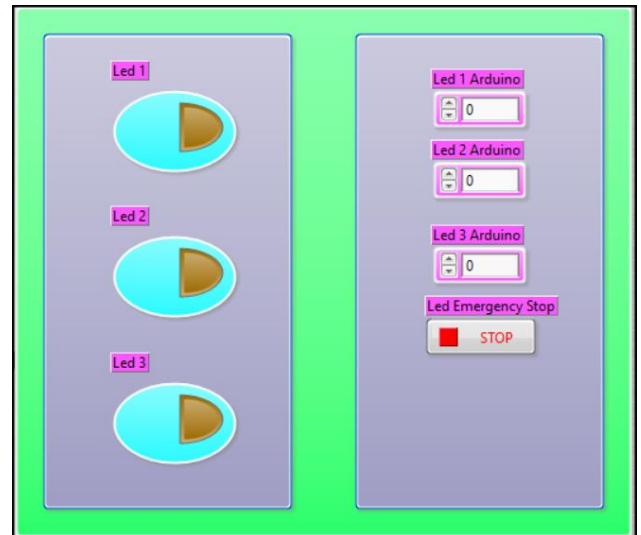 Led 1
Led 2
Led 3
Led 1 Arduino
0
Led 2 Arduino
0
Led 3 Arduino
0
Led Emergency Stop
STOP